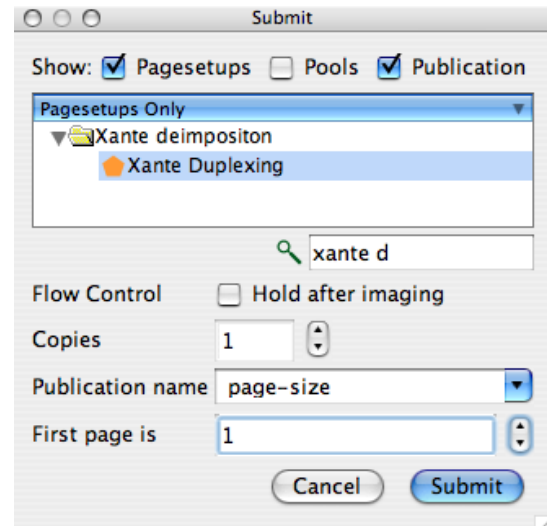 Submit
Show: Pagesetups Pools Publication
Pagesetups Only
Xante deimpositon
Xante Duplexing
xante d
Flow Control Hold after imaging
Copies 1
Publication name page-size
First page is 1
Cancel Submit